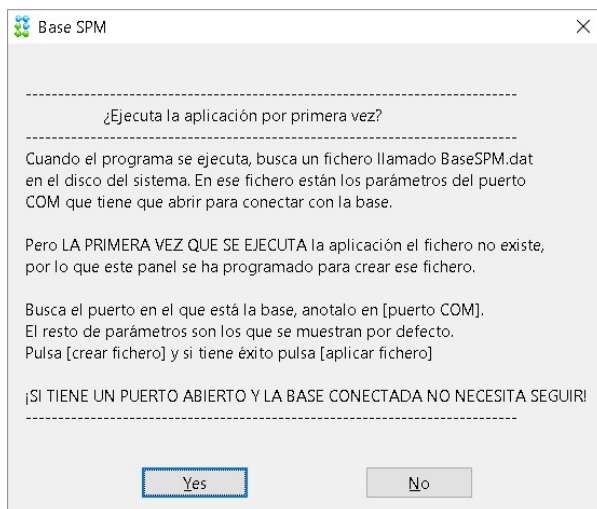 Base SPM
---------------------------------------------------------------------------
¿Ejecuta la aplicación por primera vez?
---------------------------------------------------------------------------
Cuando el programa se ejecuta, busca un fichero llamado BaseSPM.dat
en el disco del sistema. En ese fichero están los parámetros del puerto
COM que tiene que abrir para conectar con la base.
Pero LA PRIMERA VEZ QUE SE EJECUTA la aplicación el fichero no existe,
por lo que este panel se ha programado para crear ese fichero.
Busca el puerto en el que está la base, anotalo en [puerto COM].
El resto de parámetros son los que se muestran por defecto.
Pulsa [crear fichero] y si tiene éxito pulsa [aplicar fichero]
¡SI TIENE UN PUERTO ABIERTO Y LA BASE CONECTADA NO NECESITA SEGUIR!
---------------------------------------------------------------------------
Yes No